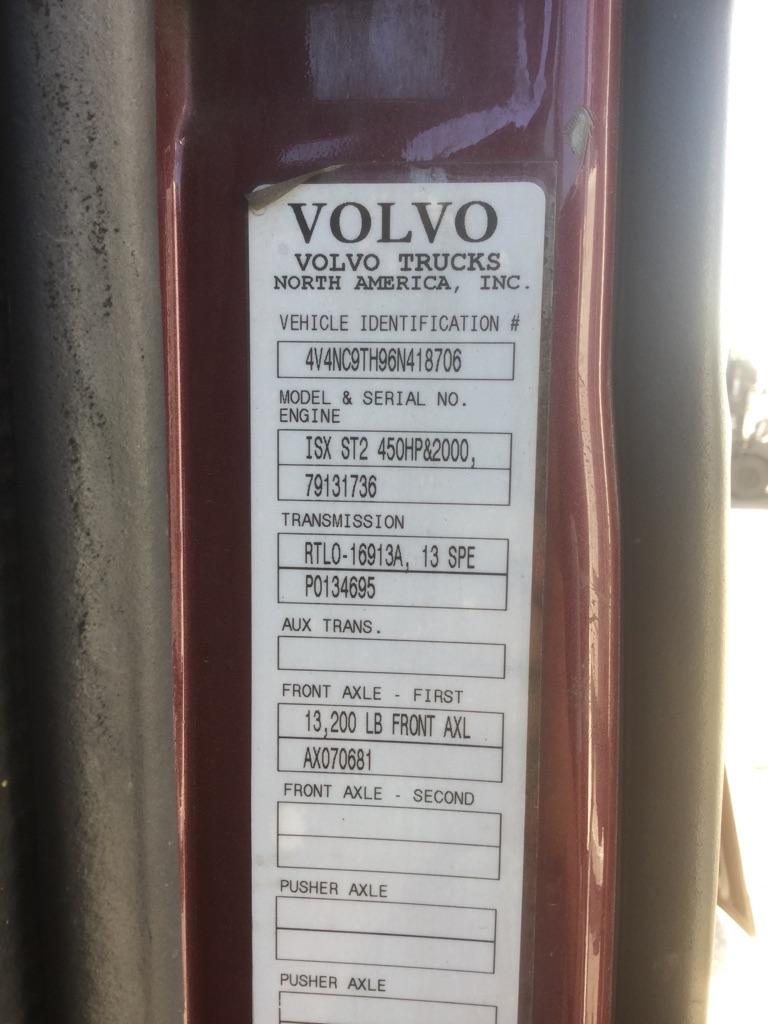 VOLVO
VOLVO TRUCKS
NORTH AMERICA, INC.
VEHICLE IDENTIFICATION #
4V4NC9TH96N418706
MODEL & SERIAL NO.
ENGINE
ISX ST2 450HP&2000,
79131736
TRANSMISSION
RTLO-16913A, 13 SPE
P0134695
AUX TRANS.
FRONT AXLE - FIRST
13,200 LB FRONT AXL
AX070681
FRONT AXLE - SECOND
PUSHER AXLE
PUSHER AXLE